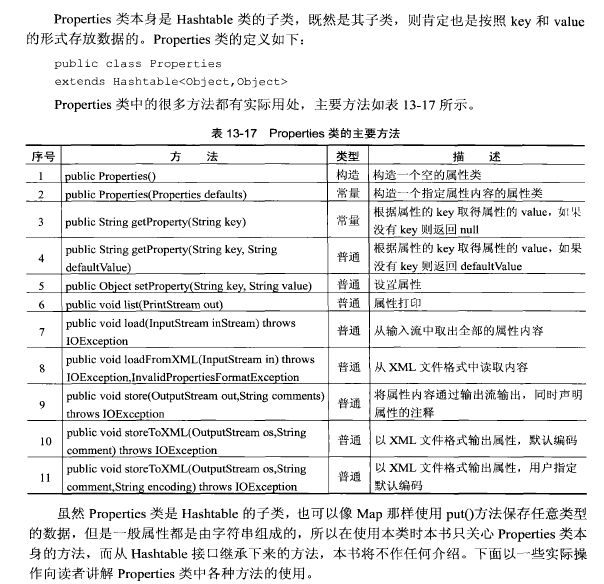 Properties 类本身是 Hashtable 类的子类，既然是其子类，则肯定也是按照 key 和 value
的形式存放数据的。Properties 类的定义如下：
public class Properties
extends Hashtable<Object,Object>
Properties 类中的很多方法都有实际用处，主要方法如表 13-17 所示。
表 13-17 Properties 类的主要方法
序号 方 法 类型 描 述
1 public Properties() 构造 构造一个空的属性类
2 public Properties(Properties defaults) 常量 构造一个指定属性内容的属性类
3 public String getProperty(String key) 常量 根据属性的 key 取得属性的 value，如果
没有 key 则返回 null
4 public String getProperty(String key, String 普通 根据属性的 key 取得属性的 value，如果
defaultValue) 没有 key 则返回 defaultValue
5 public Object setProperty(String key, String value) 普通 设置属性
6 public void list(PrintStream out) 普通 属性打印
7 public void load(InputStream inStream) throws 普通 从输入流中取出全部的属性内容
IOException
8 public void loadFromXML(InputStream in) throws 普通 从 XML 文件格式中读取内容
IOException,InvalidPropertiesFormatException
9 public void store(OutputStream out,String comments) 普通 将属性内容通过输出流输出，同时声明
throws IOException 属性的注释
10 public void storeToXML(OutputStream os,String 普通 以 XML 文件格式输出属性，默认编码
comment) throws IOException
11 public void storeToXML(OutputStream os,String 普通 以 XML 文件格式输出属性，用户指定
comment,String encoding) throws IOException 默认编码
虽然 Properties 类是 Hashtable 的子类，也可以像 Map 那样使用 put()方法保存任意类型
的数据，但是一般属性都是由字符串组成的，所以在使用本类时本书只关心 Properties 类本
身的方法，而从 Hashtable 接口继承下来的方法，本书将不作任何介绍。下面以一些实际操
作向读者讲解 Properties 类中各种方法的使用。